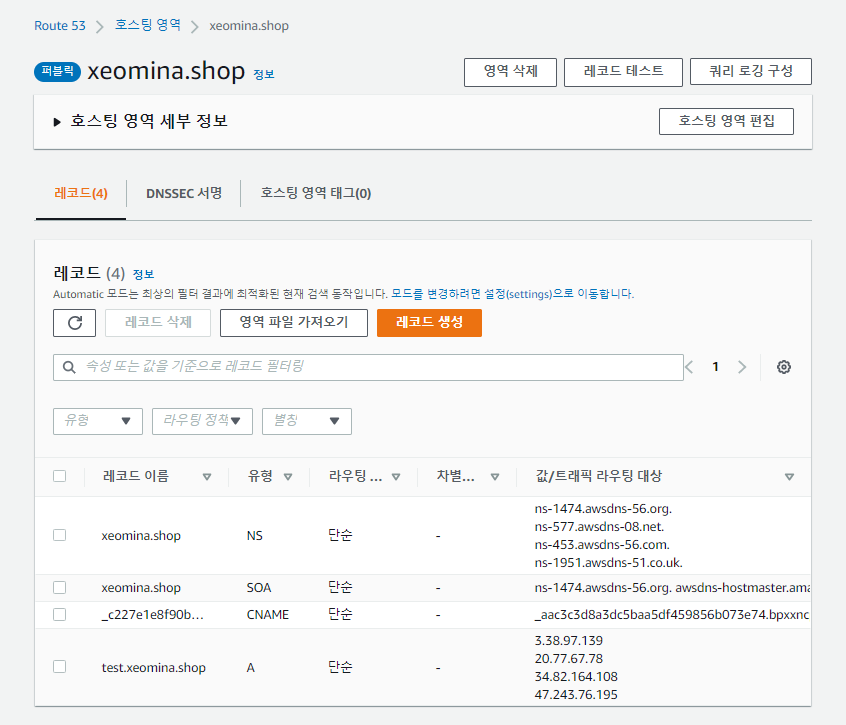 Route 53 > 호스팅 영역 > xeomina.shop
퍼블릭 xeomina.shop 정보
영역 삭제 레코드 테스트 쿼리 로깅 구성
호스팅 영역 세부 정보 호스팅 영역 편집
레코드(4) DNSSEC 서명 호스팅 영역 태그(0)
레코드 (4) 정보
Automatic 모드는 최상의 필터 결과에 최적화된 현재 검색 동작입니다. 모드를 변경하려면 설정(settings)으로 이동합니다.
레코드 삭제 영역 파일 가져오기 레코드 생성
속성 또는 값을 기준으로 레코드 필터링 1
유형 라우팅 정책 별칭
레코드 이름 유형 라우팅 ... 차별... 값/트래픽 라우팅 대상
xeomina.shop NS 단순 - ns-1474.awsdns-56.org.
ns-577.awsdns-08.net.
ns-453.awsdns-56.com.
ns-1951.awsdns-51.co.uk.
xeomina.shop SOA 단순 - ns-1474.awsdns-56.org. awsdns-hostmaster.ama
_c227e1e8f90b... CNAME 단순 - _aac3c3d8a3dc5baa5df459856b073e74.bpxxnc
test.xeomina.shop A 단순 - 3.38.97.139
20.77.67.78
34.82.164.108
47.243.76.195